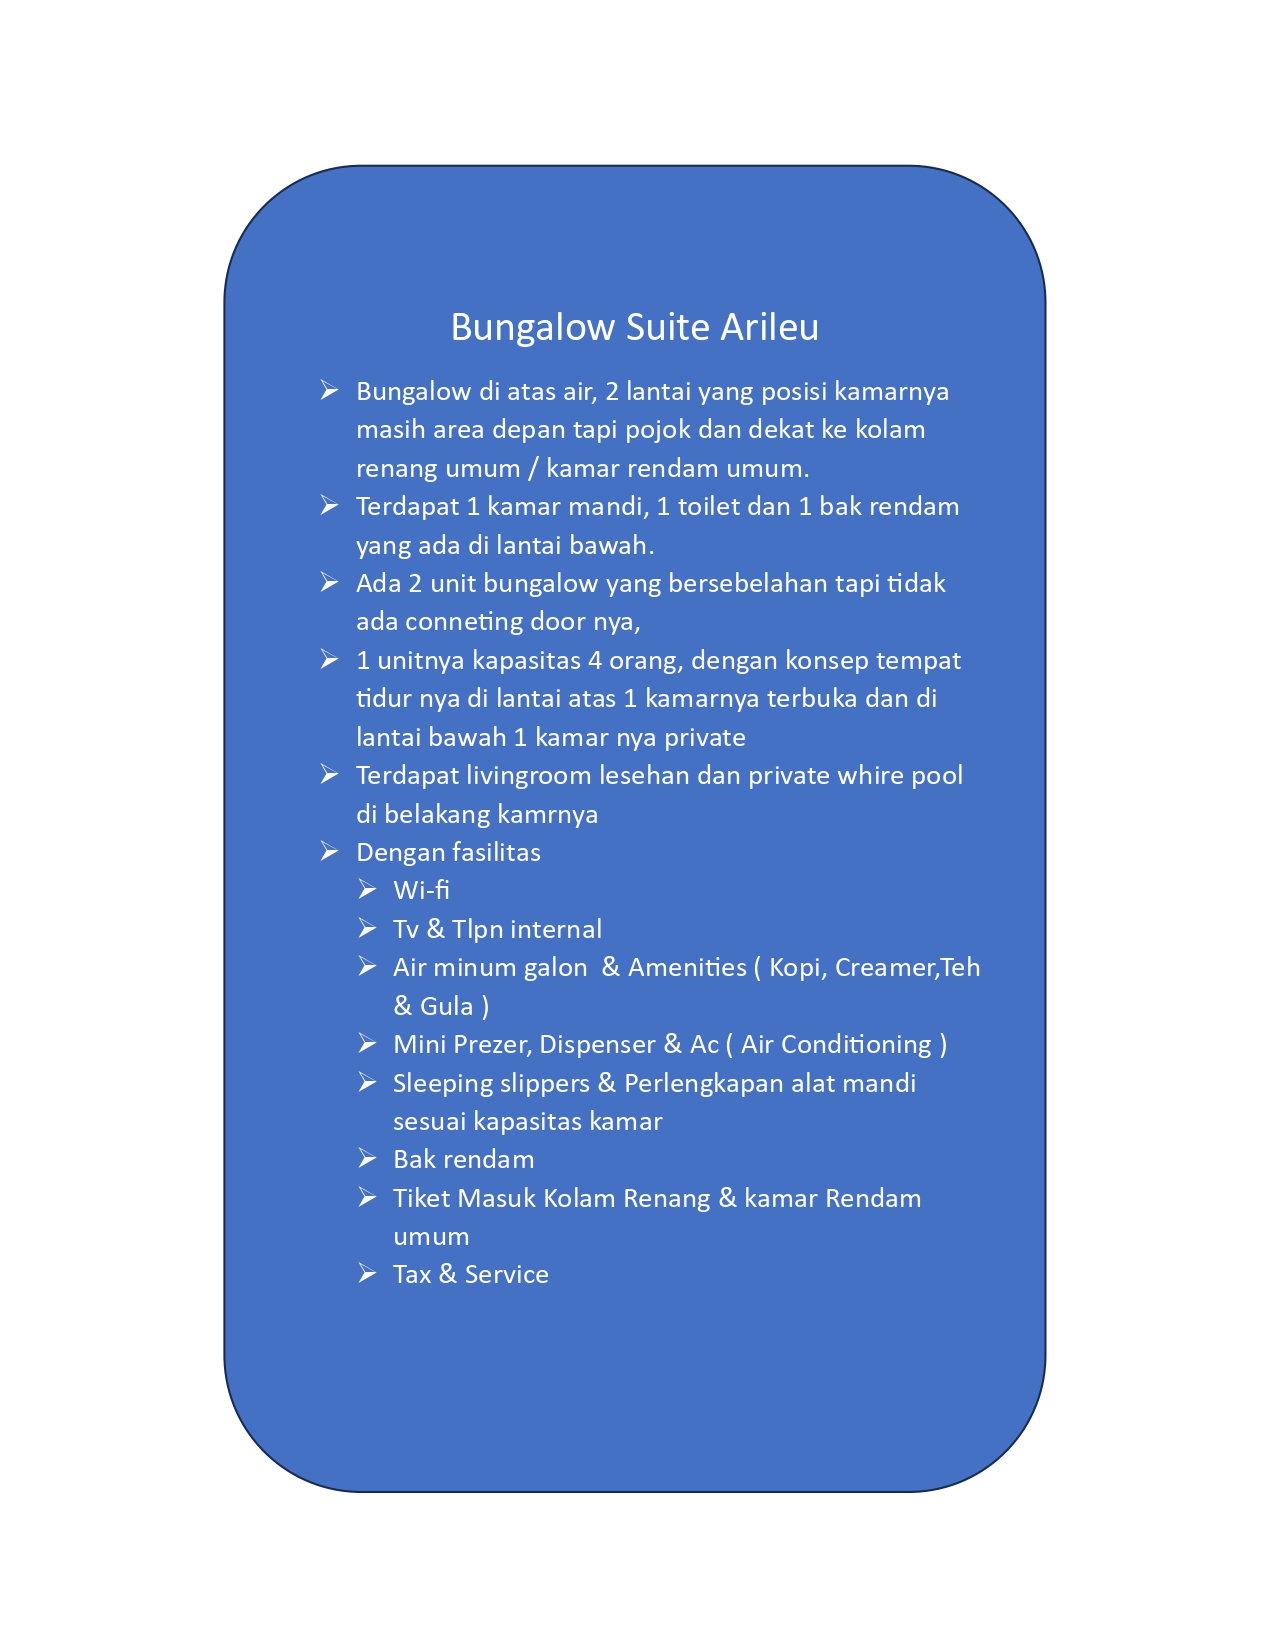 Bungalow Suite Arileu
➢ Bungalow di atas air, 2 lantai yang posisi kamarnya
masih area depan tapi pojok dan dekat ke kolam
renang umum / kamar rendam umum.
➢ Terdapat 1 kamar mandi, 1 toilet dan 1 bak rendam
yang ada di lantai bawah.
➢ Ada 2 unit bungalow yang bersebelahan tapi tidak
ada conneting door nya,
➢ 1 unitnya kapasitas 4 orang, dengan konsep tempat
tidur nya di lantai atas 1 kamarnya terbuka dan di
lantai bawah 1 kamar nya private
➢ Terdapat livingroom lesehan dan private whire pool
di belakang kamrnya
➢ Dengan fasilitas
➢ Wi-fi
➢ Tv & Tlpn internal
➢ Air minum galon  & Amenities ( Kopi, Creamer,Teh
& Gula )
➢ Mini Prezer, Dispenser & Ac ( Air Conditioning )
➢ Sleeping slippers & Perlengkapan alat mandi
sesuai kapasitas kamar
➢ Bak rendam
➢ Tiket Masuk Kolam Renang & kamar Rendam
umum
➢ Tax & Service